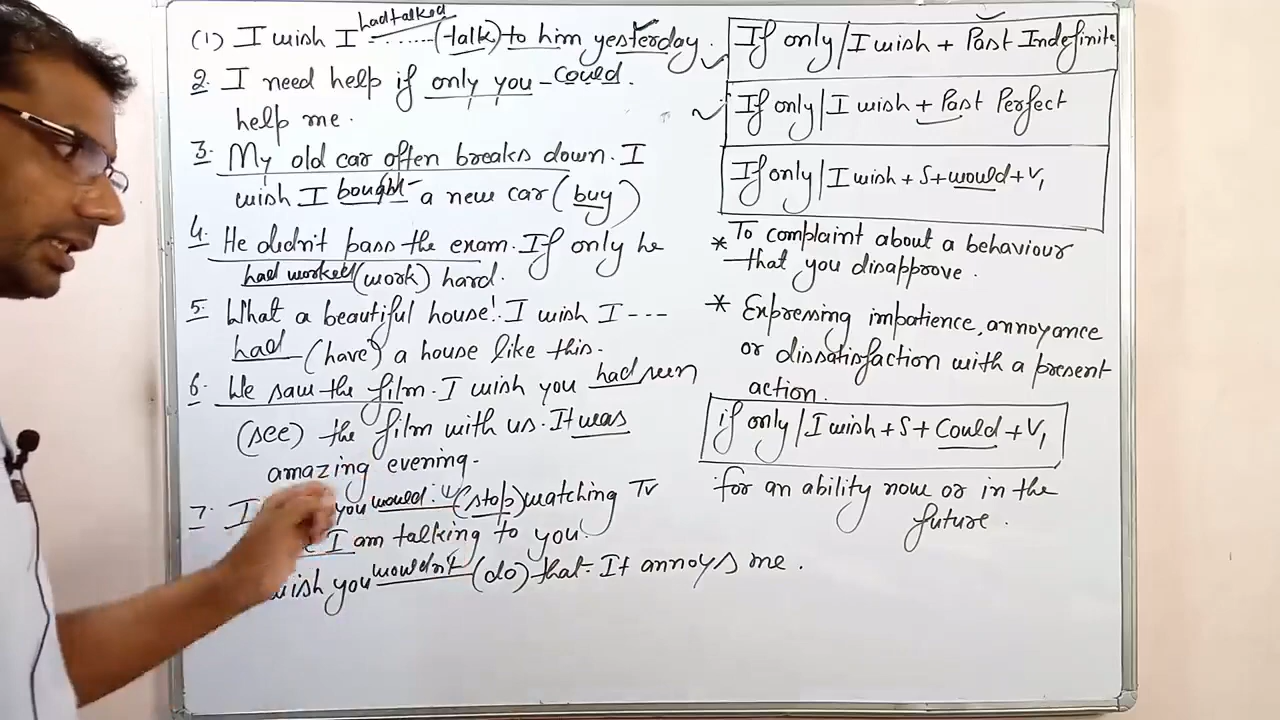 had talked
(1) I wish I ........(talk) to him yesterday.
2. I need help if only you could.
help me.
3. My old car often breaks down. I
wish I bought a new car (buy)
4. He didn't pass the exam. If only he
had worked (work) hard.
5. What a beautiful house! I wish I ---
had (have) a house like this.
6. We saw the film. I wish you had seen
(see) the film with us. It was
amazing evening.
7. I you would (stop) watching TV
I am talking to you.
wish you wouldn't (do) that. It annoys me.
If only/I wish + Past Indefinite
If only/I wish + Past Perfect
If only/I wish + S + would + V1
* To complaint about a behaviour
that you disapprove.
* Expressing impatience, annoyance
or dissatisfaction with a present
action.
if only/I wish + S + Could + V1
for an ability now or in the
future.